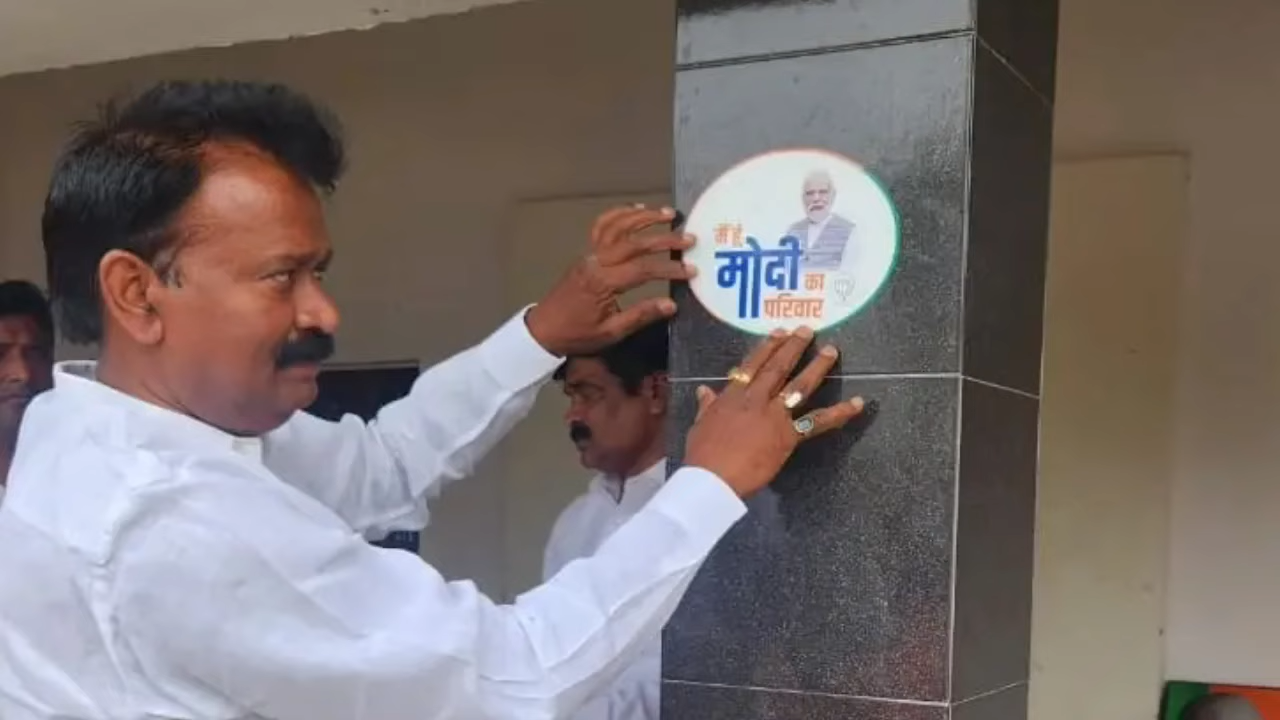 मैं हूं
मोदी का
परिवार